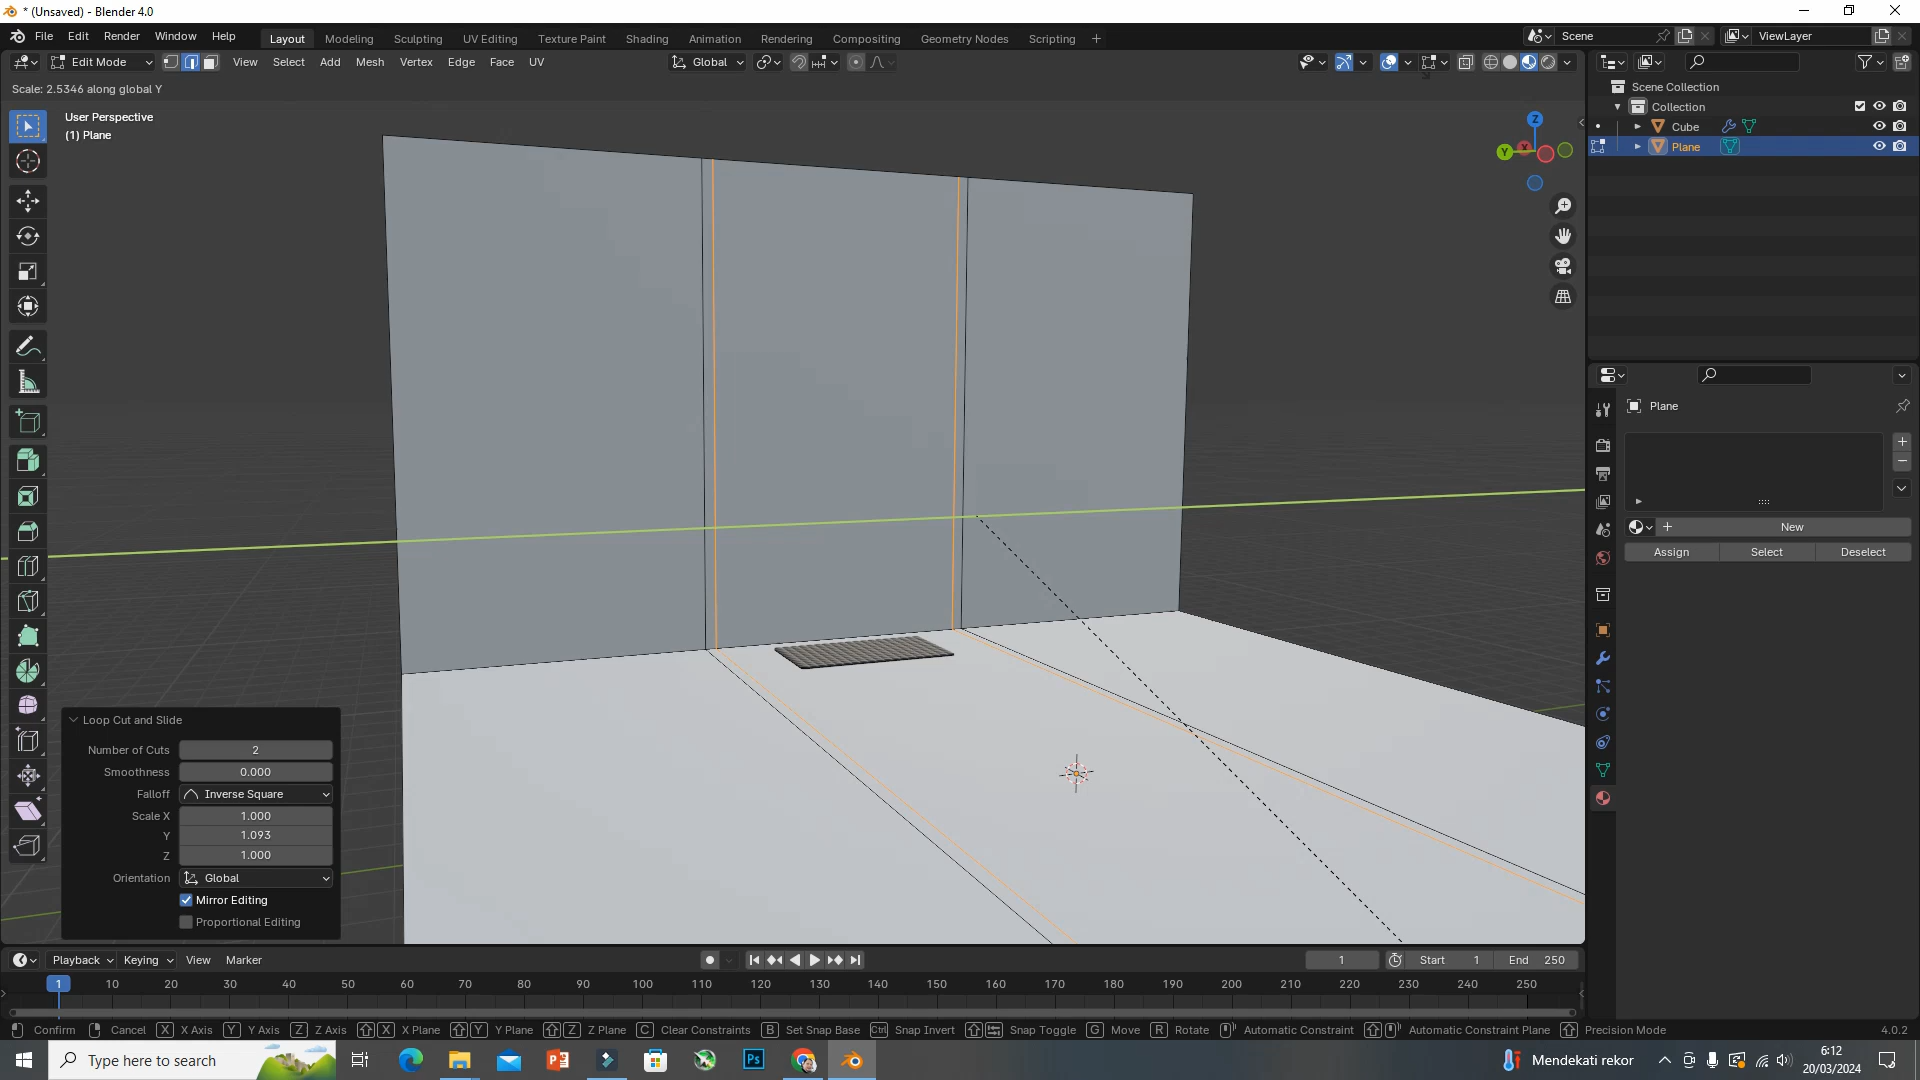 * (Unsaved) - Blender 4.0
File Edit Render Window Help
Layout Modeling Sculpting UV Editing Texture Paint Shading Animation Rendering Compositing Geometry Nodes Scripting +
Scene
ViewLayer
Edit Mode View Select Add Mesh Vertex Edge Face UV
Global
Scale: 2.5346 along global Y
User Perspective
(1) Plane
Z
Y
X
Scene Collection
Collection
Cube
Plane
Plane
New
Assign Select Deselect
Loop Cut and Slide
Number of Cuts 2
Smoothness 0.000
Falloff Inverse Square
Scale X 1.000
Y 1.093
Z 1.000
Orientation Global
Mirror Editing
Proportional Editing
Playback Keying View Marker
1 Start 1 End 250
1 10 20 30 40 50 60 70 80 90 100 110 120 130 140 150 160 170 180 190 200 210 220 230 240 250
Confirm Cancel X X Axis Y Y Axis Z Z Axis X X Plane Y Y Plane Z Z Plane C Clear Constraints B Set Snap Base Ctrl Snap Invert Snap Toggle G Move R Rotate Automatic Constraint Automatic Constraint Plane Precision Mode 4.0.2
Type here to search
Ps
Mendekati rekor
6:12
20/03/2024